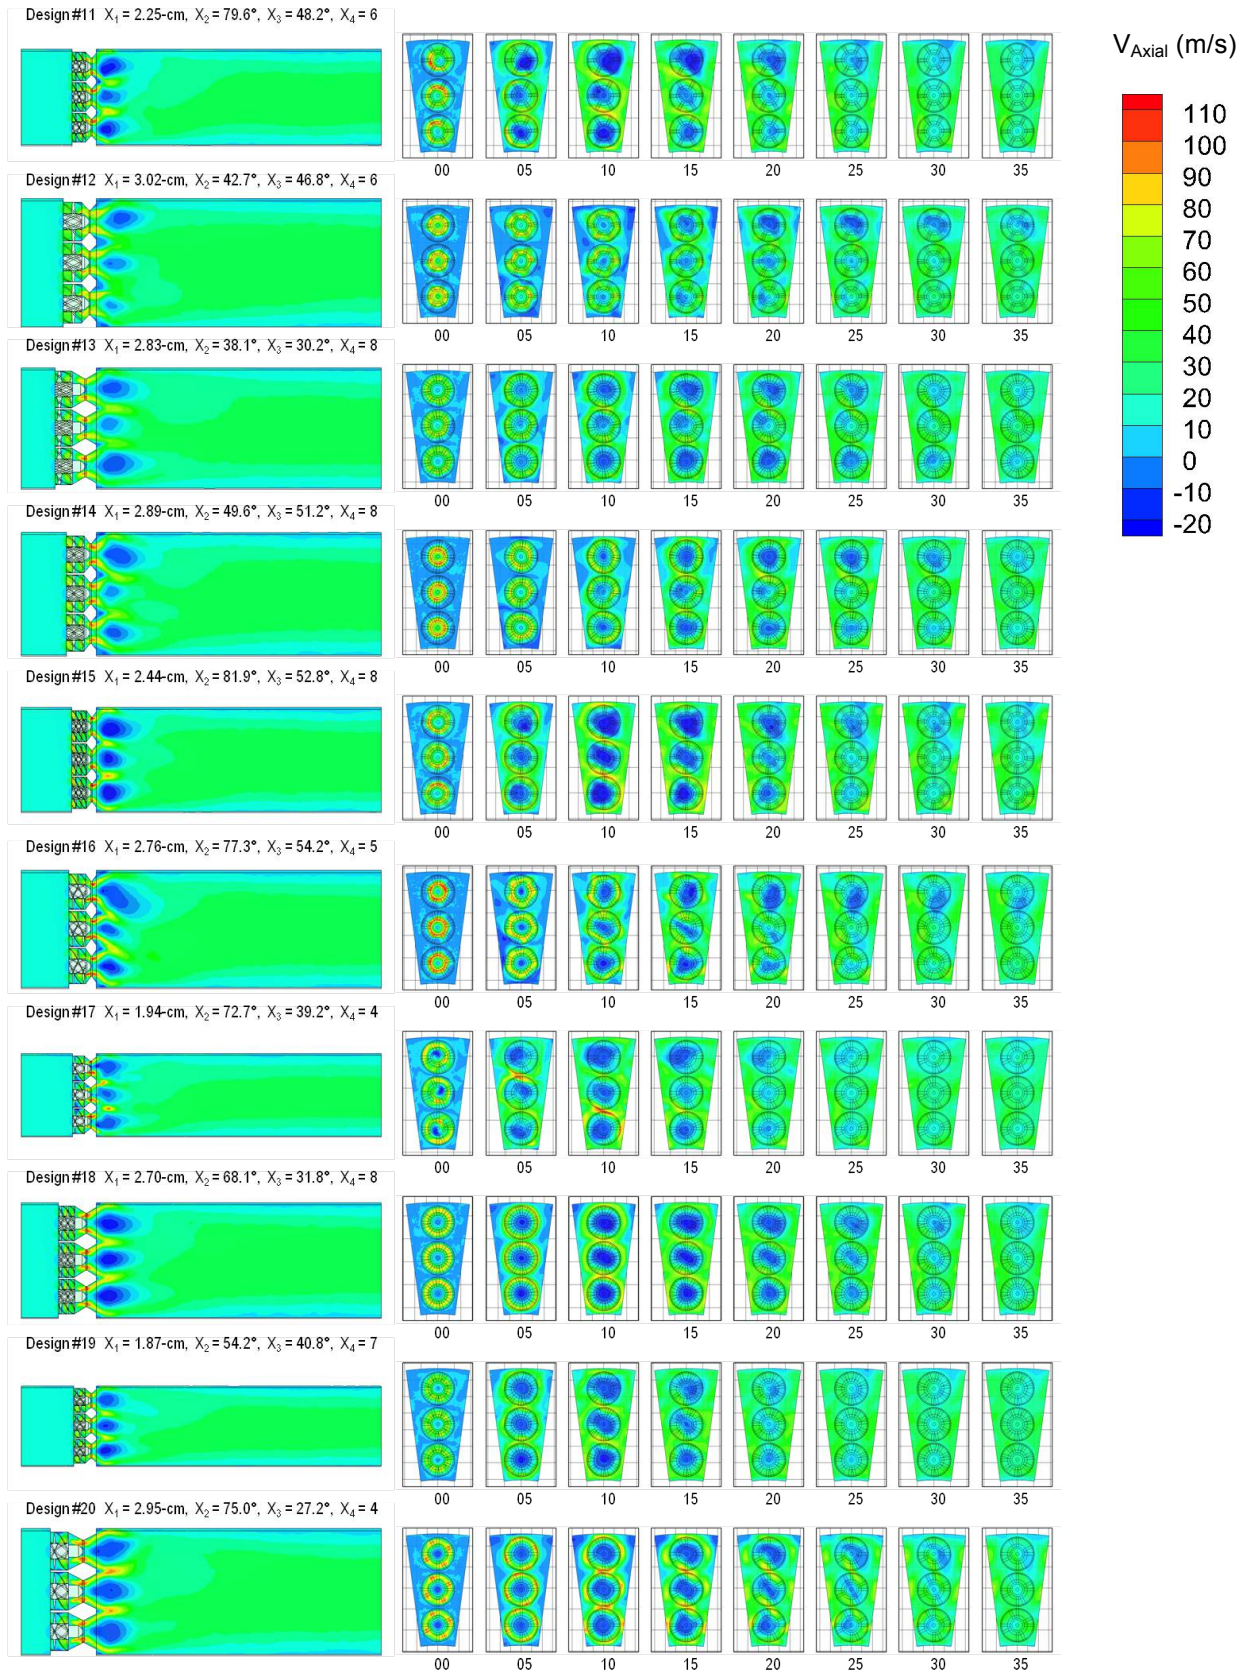 Design #11 X₁ = 2.25-cm, X₂ = 79.6°, X₃ = 48.2°, X₄ = 6
V_Axial (m/s)
110
100
90
80
70
60
50
40
30
20
10
0
-10
-20
00 05 10 15 20 25 30 35
Design #12 X₁ = 3.02-cm, X₂ = 42.7°, X₃ = 46.8°, X₄ = 6
00 05 10 15 20 25 30 35
Design #13 X₁ = 2.83-cm, X₂ = 38.1°, X₃ = 30.2°, X₄ = 8
00 05 10 15 20 25 30 35
Design #14 X₁ = 2.89-cm, X₂ = 49.6°, X₃ = 51.2°, X₄ = 8
00 05 10 15 20 25 30 35
Design #15 X₁ = 2.44-cm, X₂ = 81.9°, X₃ = 52.8°, X₄ = 8
00 05 10 15 20 25 30 35
Design #16 X₁ = 2.76-cm, X₂ = 77.3°, X₃ = 54.2°, X₄ = 5
00 05 10 15 20 25 30 35
Design #17 X₁ = 1.94-cm, X₂ = 72.7°, X₃ = 39.2°, X₄ = 4
00 05 10 15 20 25 30 35
Design #18 X₁ = 2.70-cm, X₂ = 68.1°, X₃ = 31.8°, X₄ = 8
00 05 10 15 20 25 30 35
Design #19 X₁ = 1.87-cm, X₂ = 54.2°, X₃ = 40.8°, X₄ = 7
00 05 10 15 20 25 30 35
Design #20 X₁ = 2.95-cm, X₂ = 75.0°, X₃ = 27.2°, X₄ = 4
00 05 10 15 20 25 30 35